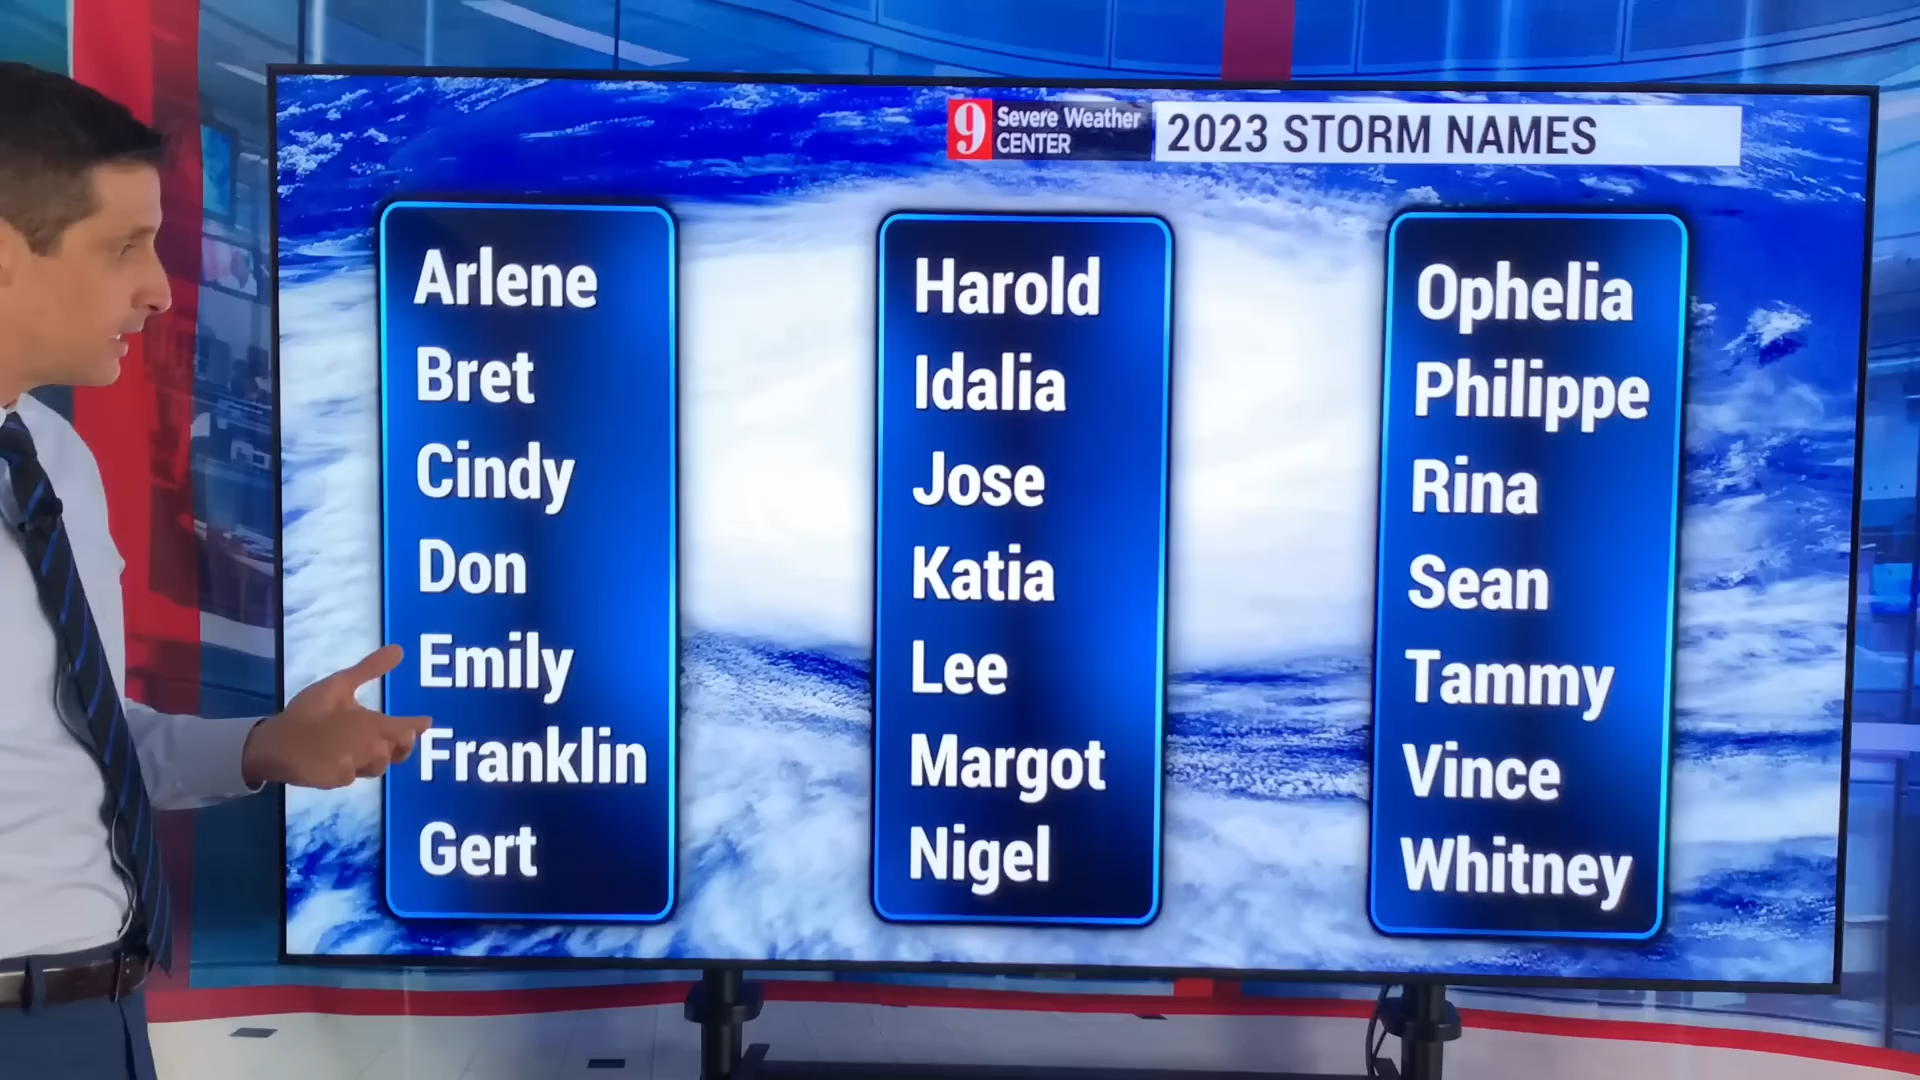 9 Severe Weather
CENTER
2023 STORM NAMES
Arlene
Bret
Cindy
Don
Emily
Franklin
Gert
Harold
Idalia
Jose
Katia
Lee
Margot
Nigel
Ophelia
Philippe
Rina
Sean
Tammy
Vince
Whitney